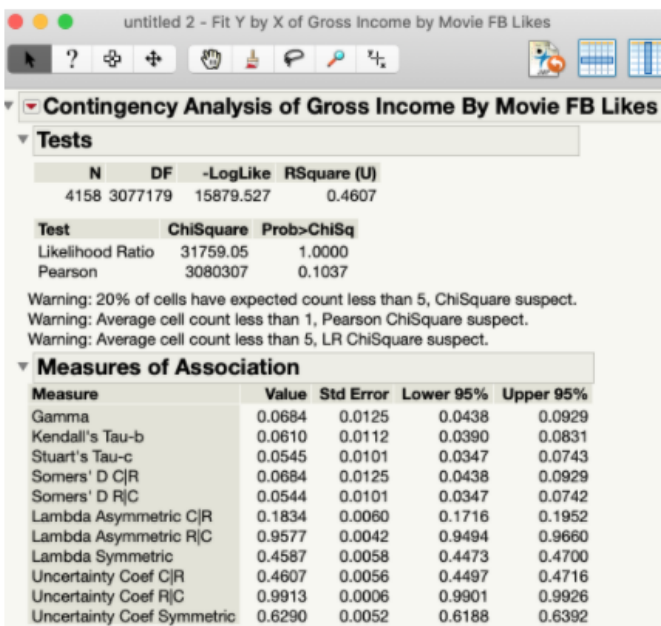 untitled 2 - Fit Y by X of Gross Income by Movie FB Likes
?
Contingency Analysis of Gross Income By Movie FB Likes
Tests
N DF -LogLike RSquare (U)
4158 3077179 15879.527 0.4607
Test ChiSquare Prob>ChiSq
Likelihood Ratio 31759.05 1.0000
Pearson 3080307 0.1037
Warning: 20% of cells have expected count less than 5, ChiSquare suspect.
Warning: Average cell count less than 1, Pearson ChiSquare suspect.
Warning: Average cell count less than 5, LR ChiSquare suspect.
Measures of Association
Measure Value Std Error Lower 95% Upper 95%
Gamma 0.0684 0.0125 0.0438 0.0929
Kendall's Tau-b 0.0610 0.0112 0.0390 0.0831
Stuart's Tau-c 0.0545 0.0101 0.0347 0.0743
Somers' D C|R 0.0684 0.0125 0.0438 0.0929
Somers' D R|C 0.0544 0.0101 0.0347 0.0742
Lambda Asymmetric C|R 0.1834 0.0060 0.1716 0.1952
Lambda Asymmetric R|C 0.9577 0.0042 0.9494 0.9660
Lambda Symmetric 0.4587 0.0058 0.4473 0.4700
Uncertainty Coef C|R 0.4607 0.0056 0.4497 0.4716
Uncertainty Coef R|C 0.9913 0.0006 0.9901 0.9926
Uncertainty Coef Symmetric 0.6290 0.0052 0.6188 0.6392